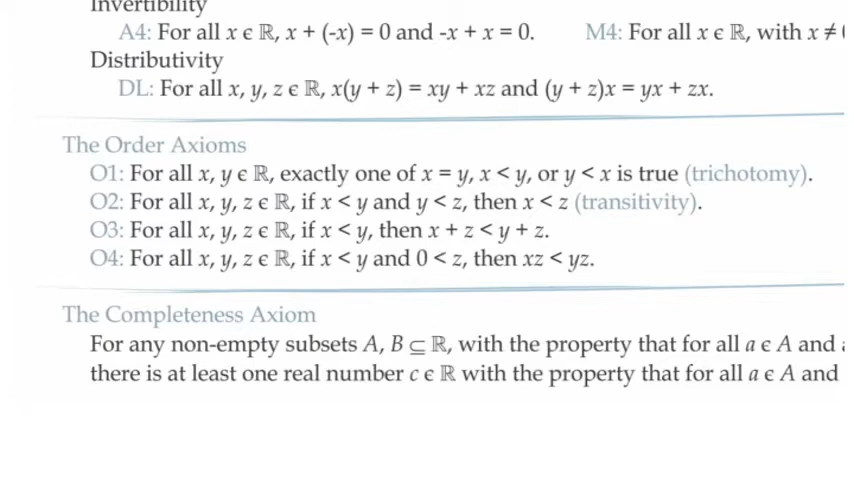 Invertibility
A4: For all x ϵ ℝ, x + (-x) = 0 and -x + x = 0. M4: For all x ϵ ℝ, with x ≠
Distributivity
DL: For all x, y, z ϵ ℝ, x(y + z) = xy + xz and (y + z)x = yx + zx.
The Order Axioms
O1: For all x, y ϵ ℝ, exactly one of x = y, x < y, or y < x is true (trichotomy).
O2: For all x, y, z ϵ ℝ, if x < y and y < z, then x < z (transitivity).
O3: For all x, y, z ϵ ℝ, if x < y, then x + z < y + z.
O4: For all x, y, z ϵ ℝ, if x < y and 0 < z, then xz < yz.
The Completeness Axiom
For any non-empty subsets A, B ⊆ ℝ, with the property that for all a ϵ A and
there is at least one real number c ϵ ℝ with the property that for all a ϵ A and